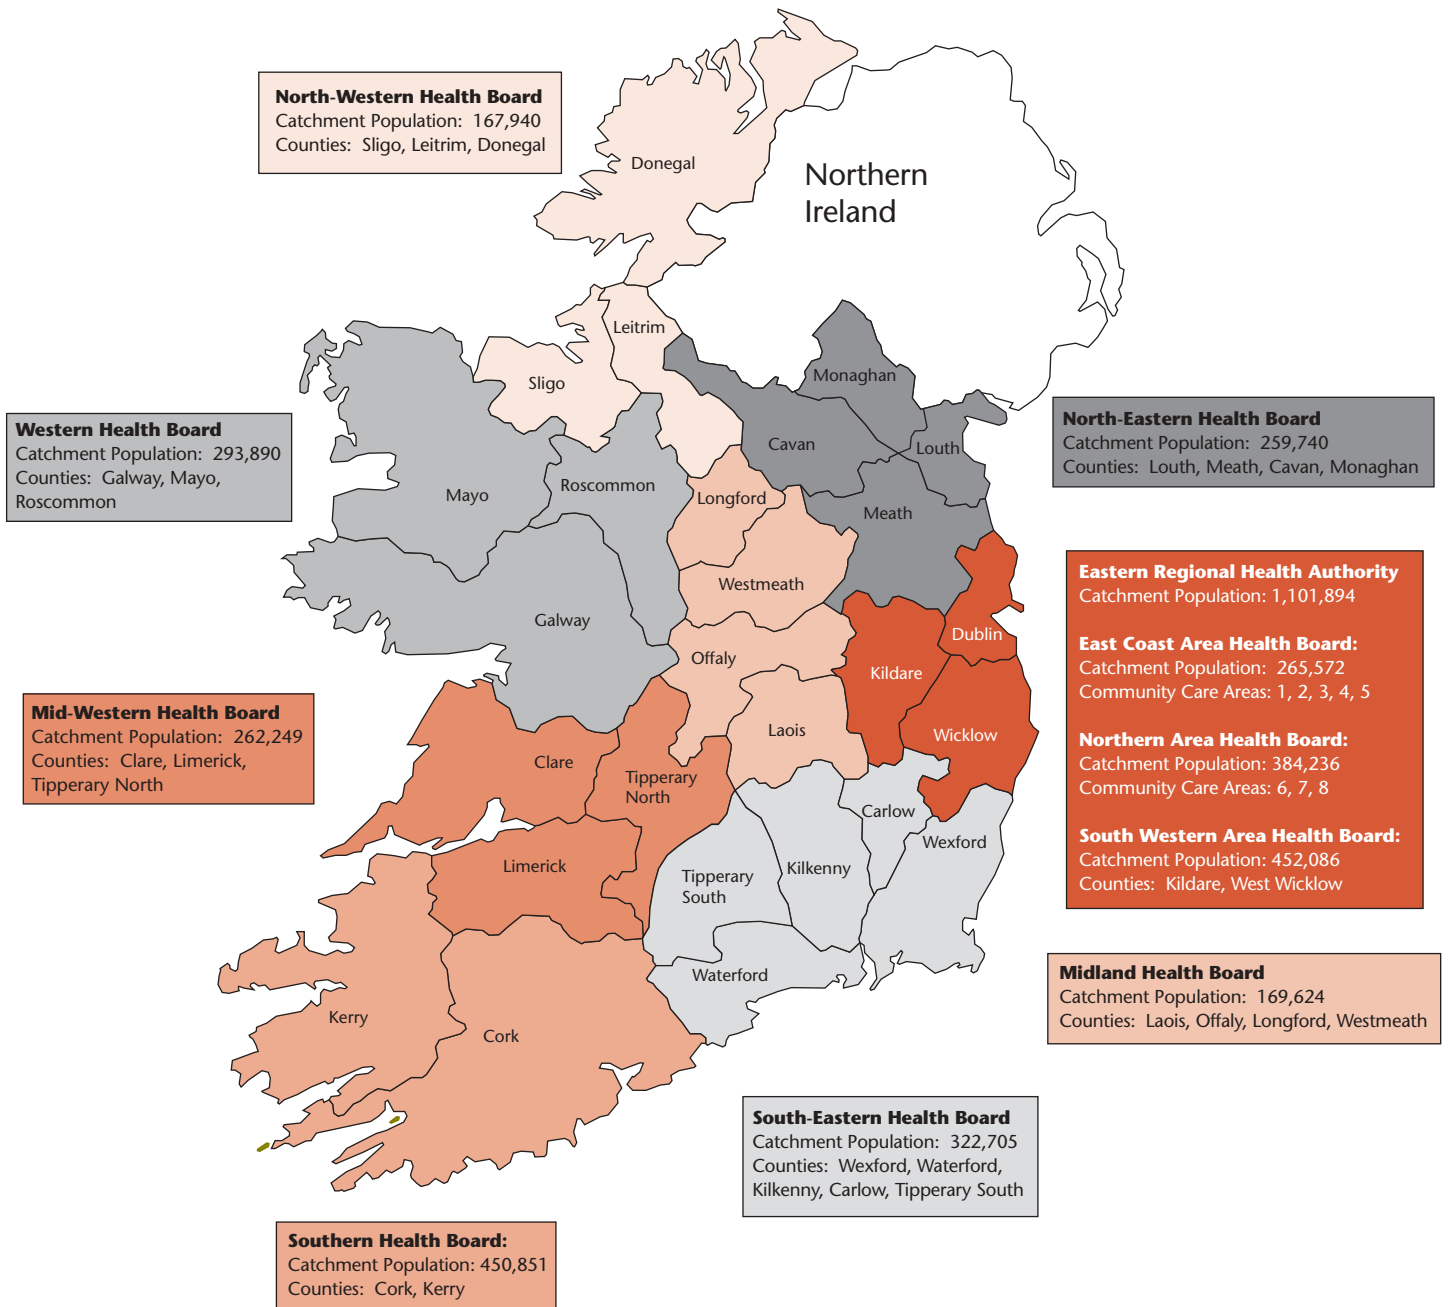 North-Western Health Board
Catchment Population: 167,940
Counties: Sligo, Leitrim, Donegal
Donegal
Northern
Ireland
Leitrim
Sligo
Monaghan
Cavan
Louth
Meath
Mayo
Roscommon
Longford
Westmeath
Galway
Offaly
Dublin
Kildare
Laois
Wicklow
Clare
Tipperary
North
Carlow
Wexford
Limerick
Kilkenny
Tipperary
South
Waterford
Kerry
Cork
Western Health Board
Catchment Population: 293,890
Counties: Galway, Mayo,
Roscommon
North-Eastern Health Board
Catchment Population: 259,740
Counties: Louth, Meath, Cavan, Monaghan
Eastern Regional Health Authority
Catchment Population: 1,101,894
East Coast Area Health Board:
Catchment Population: 265,572
Community Care Areas: 1, 2, 3, 4, 5
Northern Area Health Board:
Catchment Population: 384,236
Community Care Areas: 6, 7, 8
South Western Area Health Board:
Catchment Population: 452,086
Counties: Kildare, West Wicklow
Mid-Western Health Board
Catchment Population: 262,249
Counties: Clare, Limerick,
Tipperary North
Midland Health Board
Catchment Population: 169,624
Counties: Laois, Offaly, Longford, Westmeath
South-Eastern Health Board
Catchment Population: 322,705
Counties: Wexford, Waterford,
Kilkenny, Carlow, Tipperary South
Southern Health Board:
Catchment Population: 450,851
Counties: Cork, Kerry